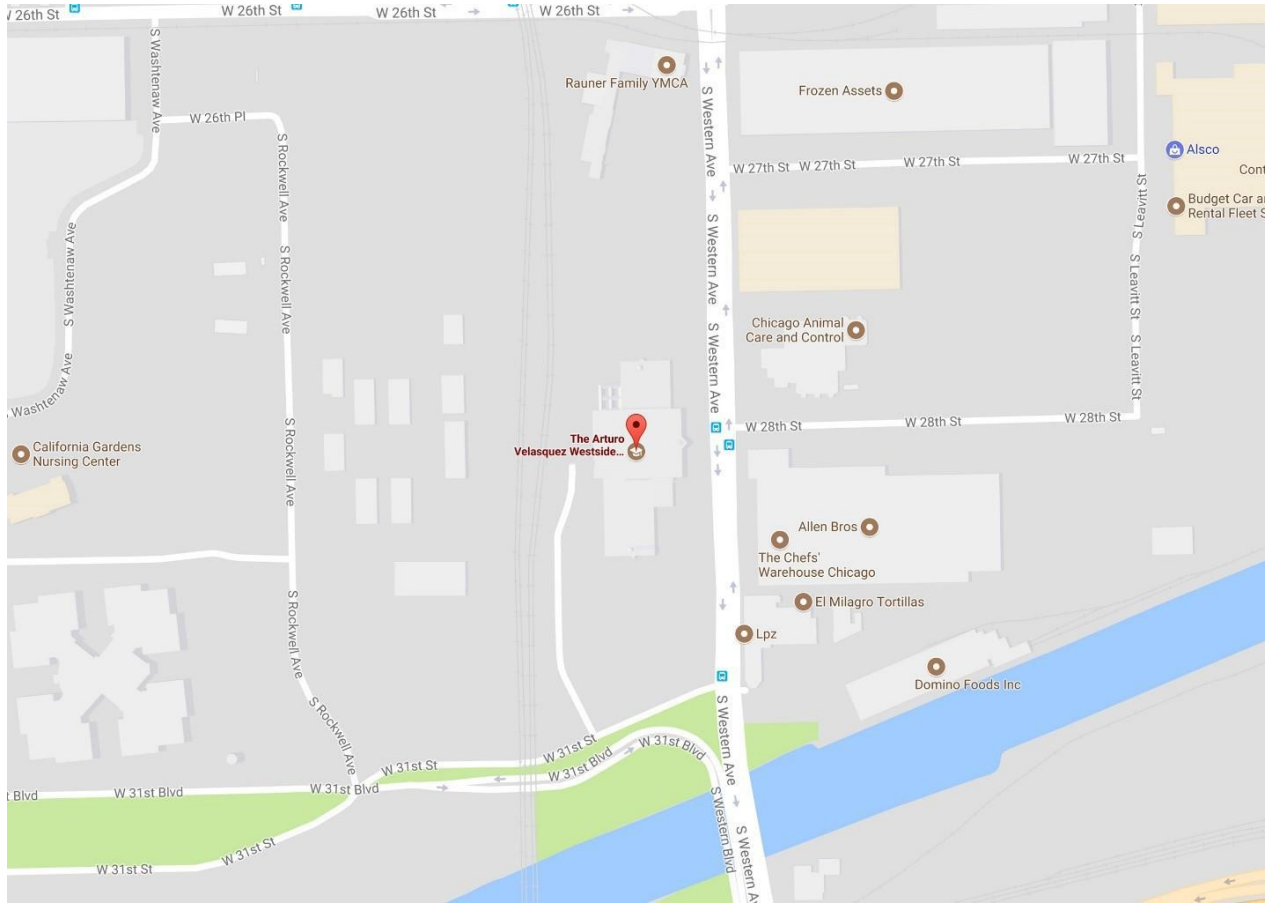 W 26th St
W 26th St
W 26th St
W 26th St
S Washtenaw Ave
Rauner Family YMCA
Frozen Assets
S Western Ave
W 26th Pl
S Rockwell Ave
W 27th St
W 27th St
W 27th St
W 27th St
Alsco
Cont
Budget Car a
Rental Fleet S
S Leavitt St
S Washtenaw Ave
S Western Ave
S Rockwell Ave
S Leavitt St
Chicago Animal
Care and Control
S Western Ave
S Leavitt St
Washtenaw Ave
W 28th St
W 28th St
W 28th St
California Gardens
Nursing Center
The Arturo
Velasquez Westside...
S Rockwell Ave
Allen Bros
The Chefs'
Warehouse Chicago
El Milagro Tortillas
Lpz
S Rockwell Ave
Domino Foods Inc
S Rockwell Ave
S Western Ave
W 31st St
W 31st Blvd
W 31st St
W 31st Blvd
t Blvd
W 31st Blvd
W 31st Blvd
S Western Blvd
S Western A
W 31st St
W 31st St